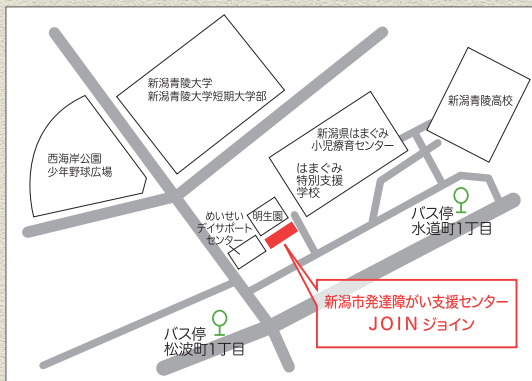 新潟青陵大学
新潟青陵大学短期大学部
新潟青陵高校
西海岸公園
少年野球広場
新潟県はまぐみ
小児療育センター
はまぐみ
特別支援
学校
めいせい
デイサポート
センター
明生園
バス停
水道町1丁目
新潟市発達障がい支援センター
JOIN ジョイン
バス停
松波町1丁目